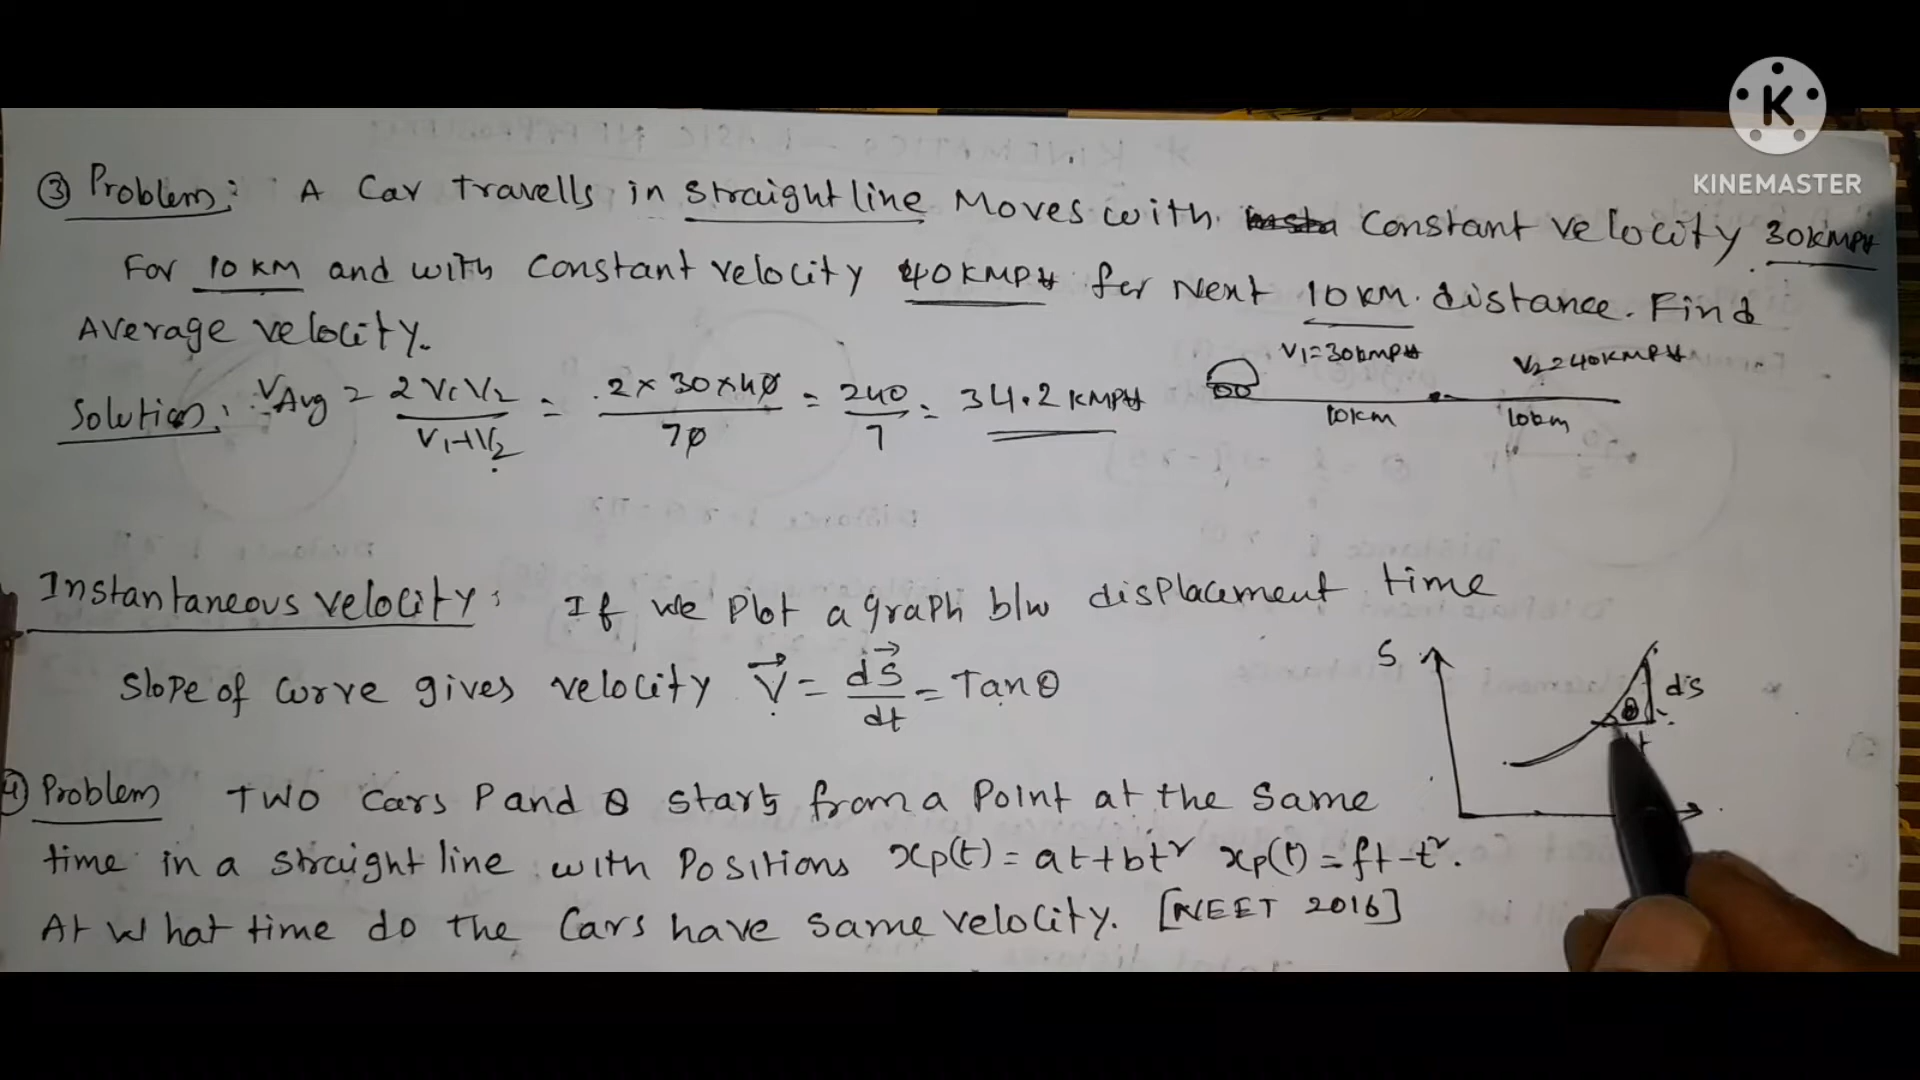 K
KINEMASTER
③ Problem: A Car travells in straight line Moves with Constant velocity 30KMPH
For 10 KM and with Constant velocity 40KMPH for Next 10KM distance. Find
Average velocity.
V1=30kmpH V2=40KMPH
10km 10km
Solution: VAvg = 2V1V2/V1+V2 = 2×30×40/70 = 240/7 = 34.2 KMPH
Instantaneous velocity: If we Plot a graph b/w displacement time
Slope of curve gives velocity V⃗ = dS⃗/dt = Tanθ
S ds θ
④ Problem Two Cars P and Q starts from a Point at the Same
time in a straight line with Positions xp(t)=at+bt² xp(t)=ft-t².
At What time do the Cars have same velocity. [NEET 2016]